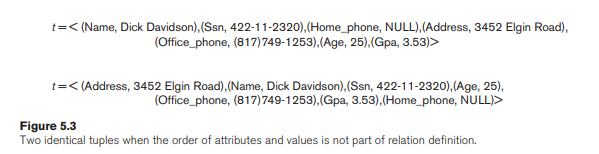 t = < (Name, Dick Davidson),(Ssn, 422-11-2320),(Home_phone, NULL),(Address, 3452 Elgin Road),
(Office_phone, (817)749-1253),(Age, 25),(Gpa, 3.53)>
t = < (Address, 3452 Elgin Road),(Name, Dick Davidson),(Ssn, 422-11-2320),(Age, 25),
(Office_phone, (817)749-1253),(Gpa, 3.53),(Home_phone, NULL)>
Figure 5.3
Two identical tuples when the order of attributes and values is not part of relation definition.